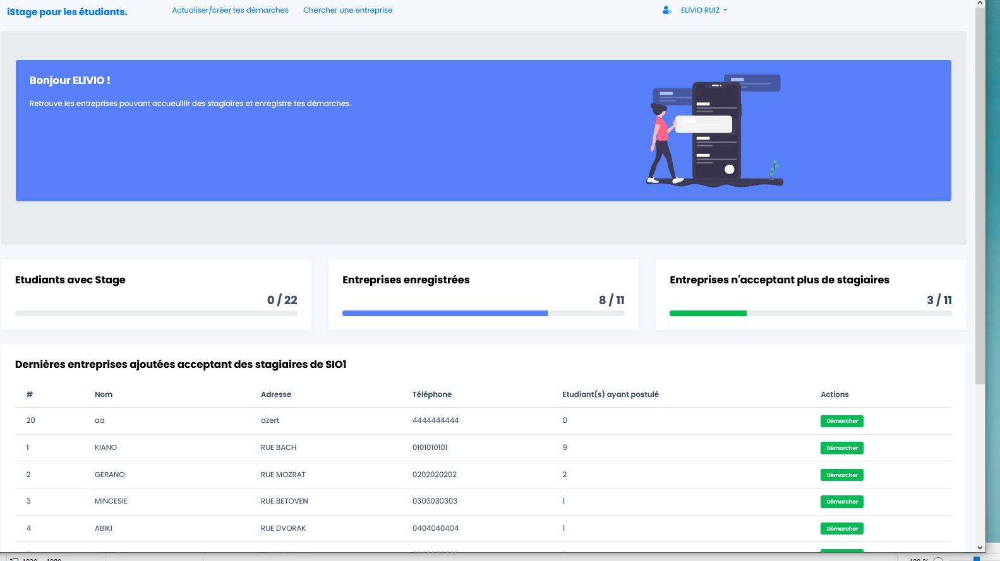 iStage pour les étudiants. Actualiser/créer tes démarches Chercher une entreprise ELIVIO RUIZ
Bonjour ELIVIO !
Retrouve les entreprises pouvant accueuillir des stagiaires et enregistre tes démarches.
Etudiants avec Stage
0 / 22
Entreprises enregistrées
8 / 11
Entreprises n'acceptant plus de stagiaires
3 / 11
Dernières entreprises ajoutées acceptant des stagiaires de SIO1
# Nom Adresse Téléphone Etudiant(s) ayant postulé Actions
20 aa azert 4444444444 0 Démarcher
1 KIANO RUE BACH 0101010101 9 Démarcher
2 GERANO RUE MOZRAT 0202020202 2 Démarcher
3 MINCESIE RUE BETOVEN 0303030303 1 Démarcher
4 ABIKI RUE DVORAK 0404040404 1 Démarcher